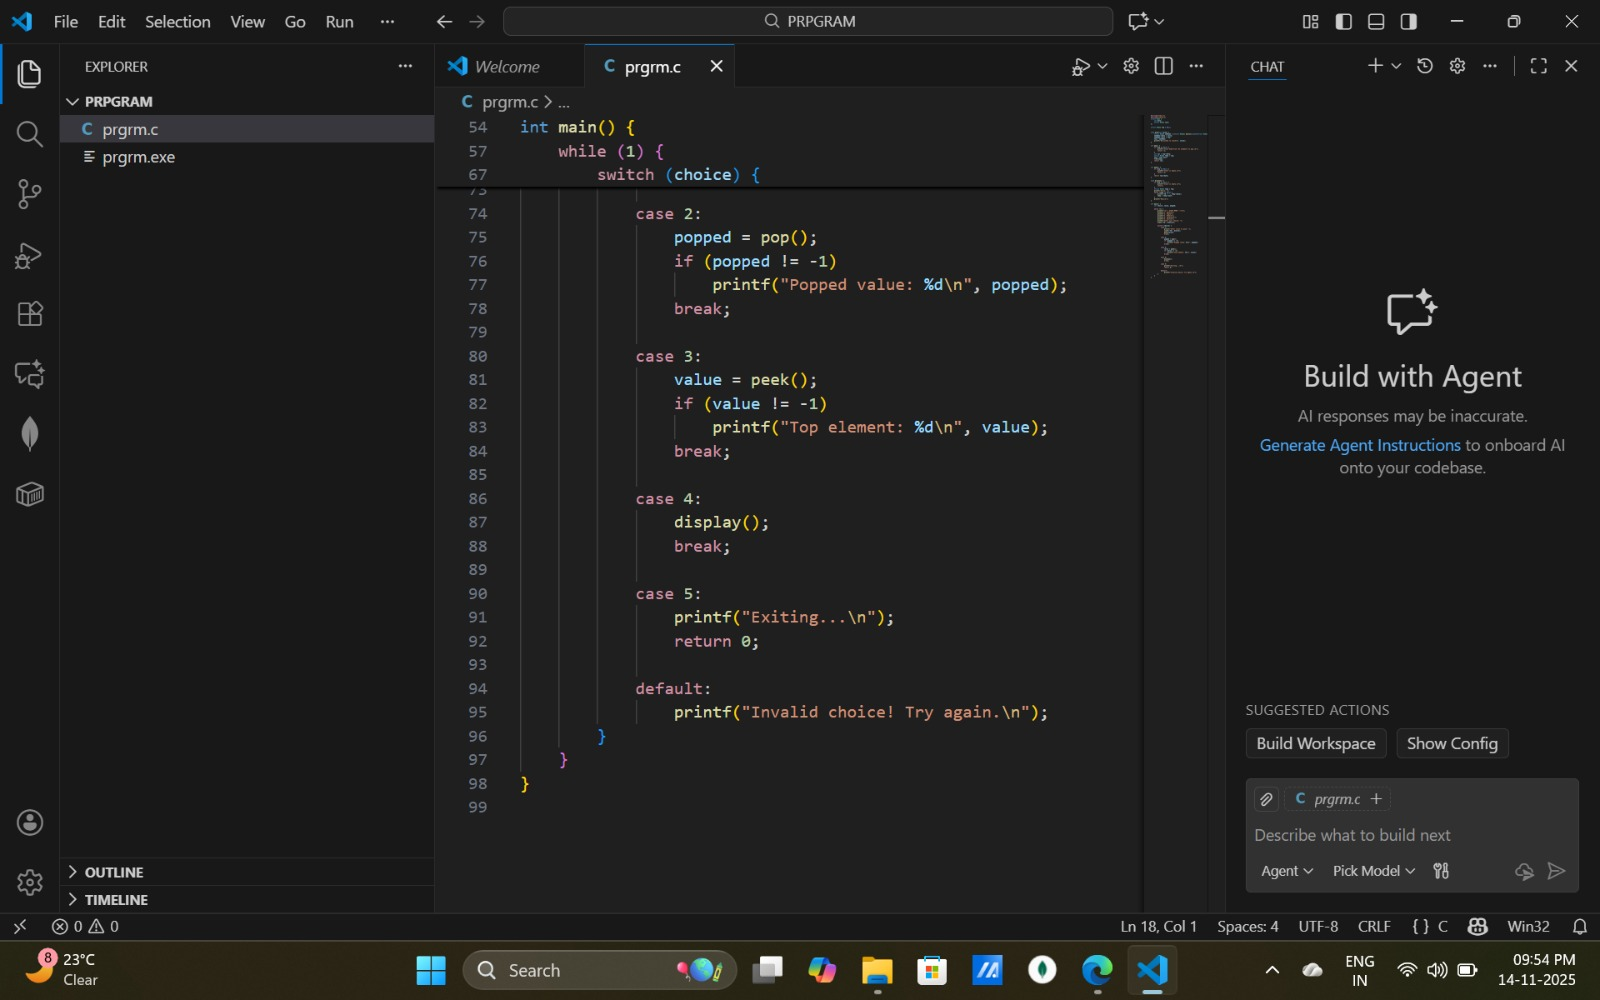 File Edit Selection View Go Run ...
PRPGRAM
EXPLORER
PRPGRAM
C prgrm.c
prgrm.exe
OUTLINE
TIMELINE
Welcome
C prgrm.c
C prgrm.c > ...
54 int main() {
57 while (1) {
67 switch (choice) {
73
74 case 2:
75 popped = pop();
76 if (popped != -1)
77 printf("Popped value: %d\n", popped);
78 break;
79
80 case 3:
81 value = peek();
82 if (value != -1)
83 printf("Top element: %d\n", value);
84 break;
85
86 case 4:
87 display();
88 break;
89
90 case 5:
91 printf("Exiting...\n");
92 return 0;
93
94 default:
95 printf("Invalid choice! Try again.\n");
96 }
97 }
98 }
99
CHAT
Build with Agent
AI responses may be inaccurate.
Generate Agent Instructions to onboard AI
onto your codebase.
SUGGESTED ACTIONS
Build Workspace Show Config
C prgrm.c +
Describe what to build next
Agent Pick Model
0 0
Ln 18, Col 1 Spaces: 4 UTF-8 CRLF { } C Win32
8
23°C
Clear
Search
ENG
IN
09:54 PM
14-11-2025